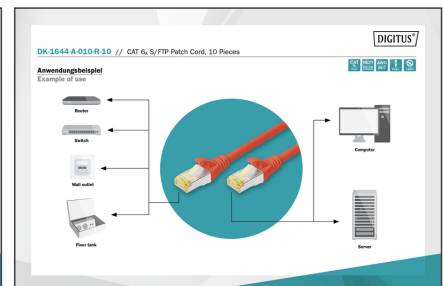 DIGITUS®
DK-1644-A-010-R-10 // CAT 6A S/FTP Patch Cord, 10 Pieces
Anwendungsbeispiel
Example of use
Router
Switch
Wall outlet
Floor tank
Computer
Server